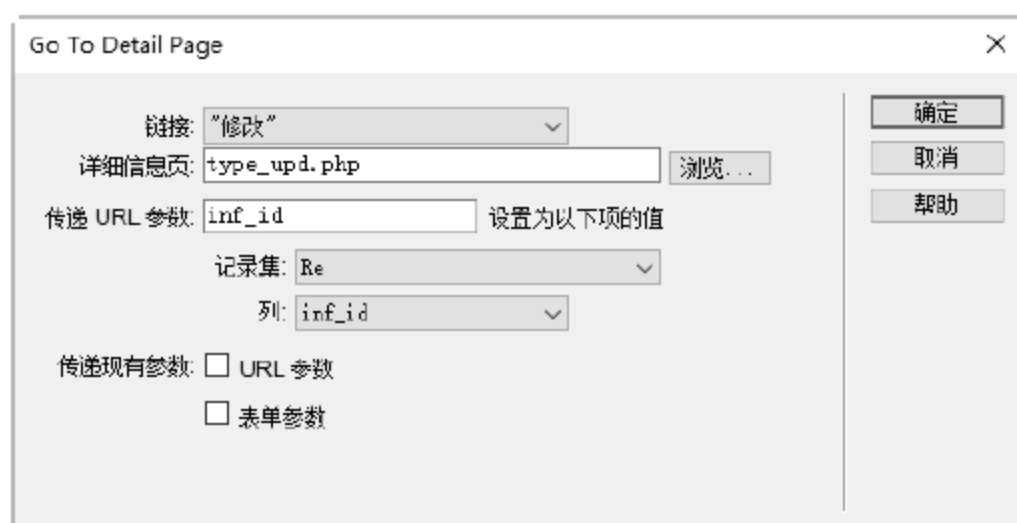 Go To Detail Page
链接: "修改"
确定
详细信息页: type_upd.php 浏览...
取消
传递 URL 参数: inf_id 设置为以下项的值
帮助
记录集: Re
列: inf_id
传递现有参数: URL 参数
表单参数